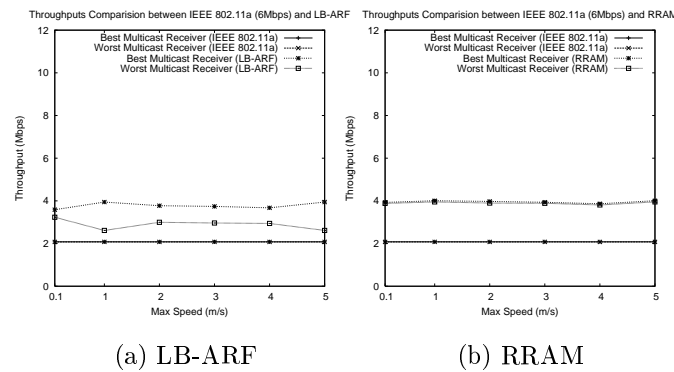 Throughputs Comparision between IEEE 802.11a (6Mbps) and LB-ARF
12
10
8
6
4
2
0
Throughput (Mbps)
Best Multicast Receiver (IEEE 802.11a)
Worst Multicast Receiver (IEEE 802.11a)
Best Multicast Receiver (LB-ARF)
Worst Multicast Receiver (LB-ARF)
0.1 1 2 3 4 5
Max Speed (m/s)
(a) LB-ARF
Throughputs Comparision between IEEE 802.11a (6Mbps) and RRAM
12
10
8
6
4
2
0
Throughput (Mbps)
Best Multicast Receiver (IEEE 802.11a)
Worst Multicast Receiver (IEEE 802.11a)
Best Multicast Receiver (RRAM)
Worst Multicast Receiver (RRAM)
0.1 1 2 3 4 5
Max Speed (m/s)
(b) RRAM